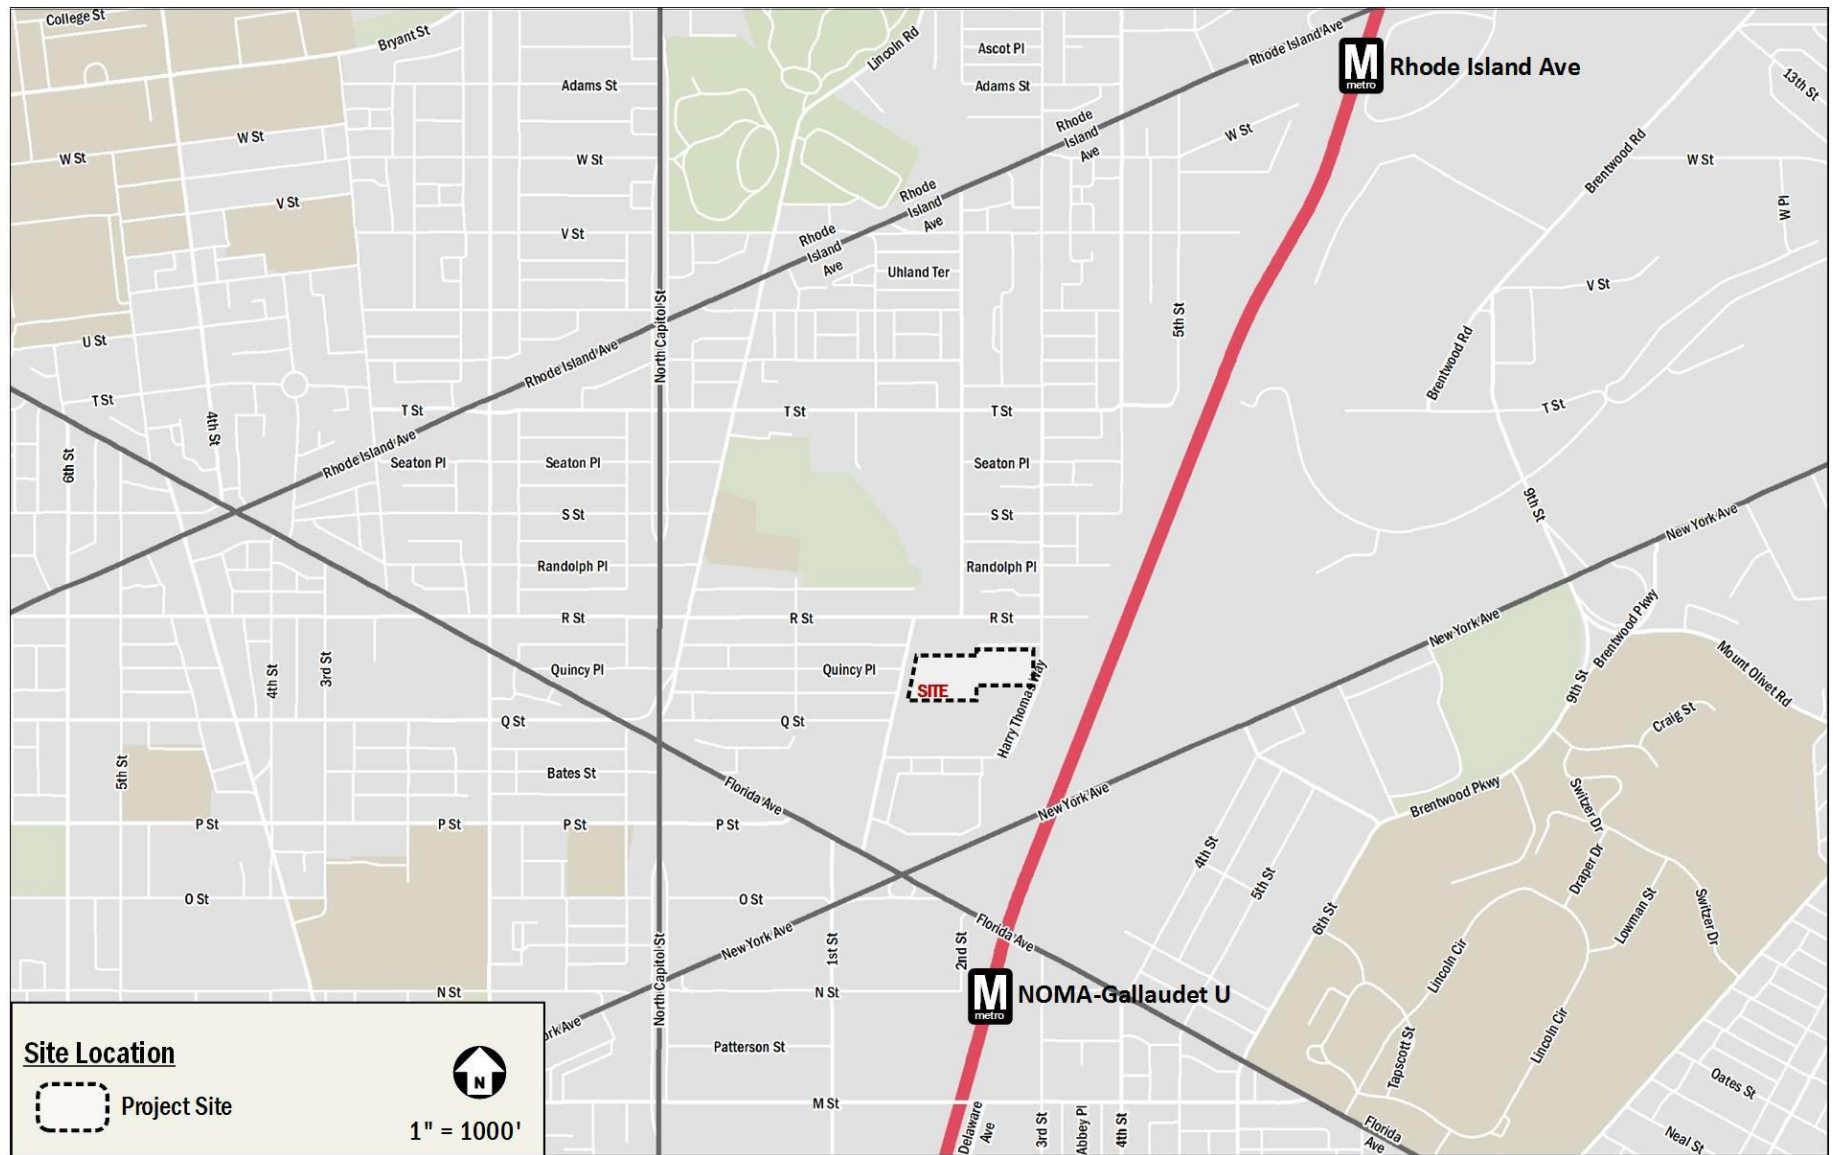 College St
Bryant St
Lincoln Rd
Ascot Pl
Rhode Island Ave
M
metro
Rhode Island Ave
Adams St
Adams St
13th St
W St
W St
W St
Rhode
Island
Ave
W St
Brentwood Rd
W St
W Pl
V St
V St
Rhode
Island
Ave
Rhode
Island
Ave
Uhland Ter
V St
North Capitol St
5th St
Brentwood Rd
U St
Rhode Island Ave
T St
4th St
T St
T St
T St
T St
Rhode Island Ave
6th St
Seaton Pl
Seaton Pl
Seaton Pl
9th St
New York Ave
S St
S St
Randolph Pl
Randolph Pl
R St
R St
R St
New York Ave
Brentwood Pkwy
4th St
3rd St
Quincy Pl
Quincy Pl
SITE
Harry Thomas Way
9th St
Mount Olivet Rd
Q St
Q St
Craig St
5th St
Bates St
Florida Ave
New York Ave
Brentwood Pkwy
Switzer Dr
P St
P St
P St
P St
4th St
5th St
Draper Dr
O St
O St
6th St
Lowman St
Switzer Dr
New York Ave
1st St
2nd St
Florida Ave
Lincoln Cir
North Capitol St
N St
N St
M
metro
NOMA-Gallaudet U
ork Ave
Patterson St
Tapscott St
Lincoln Cir
Oates St
M St
Delaware
Ave
3rd St
Abbey Pl
4th St
Florida
Ave
Neal St
Site Location
N
Project Site
1" = 1000'